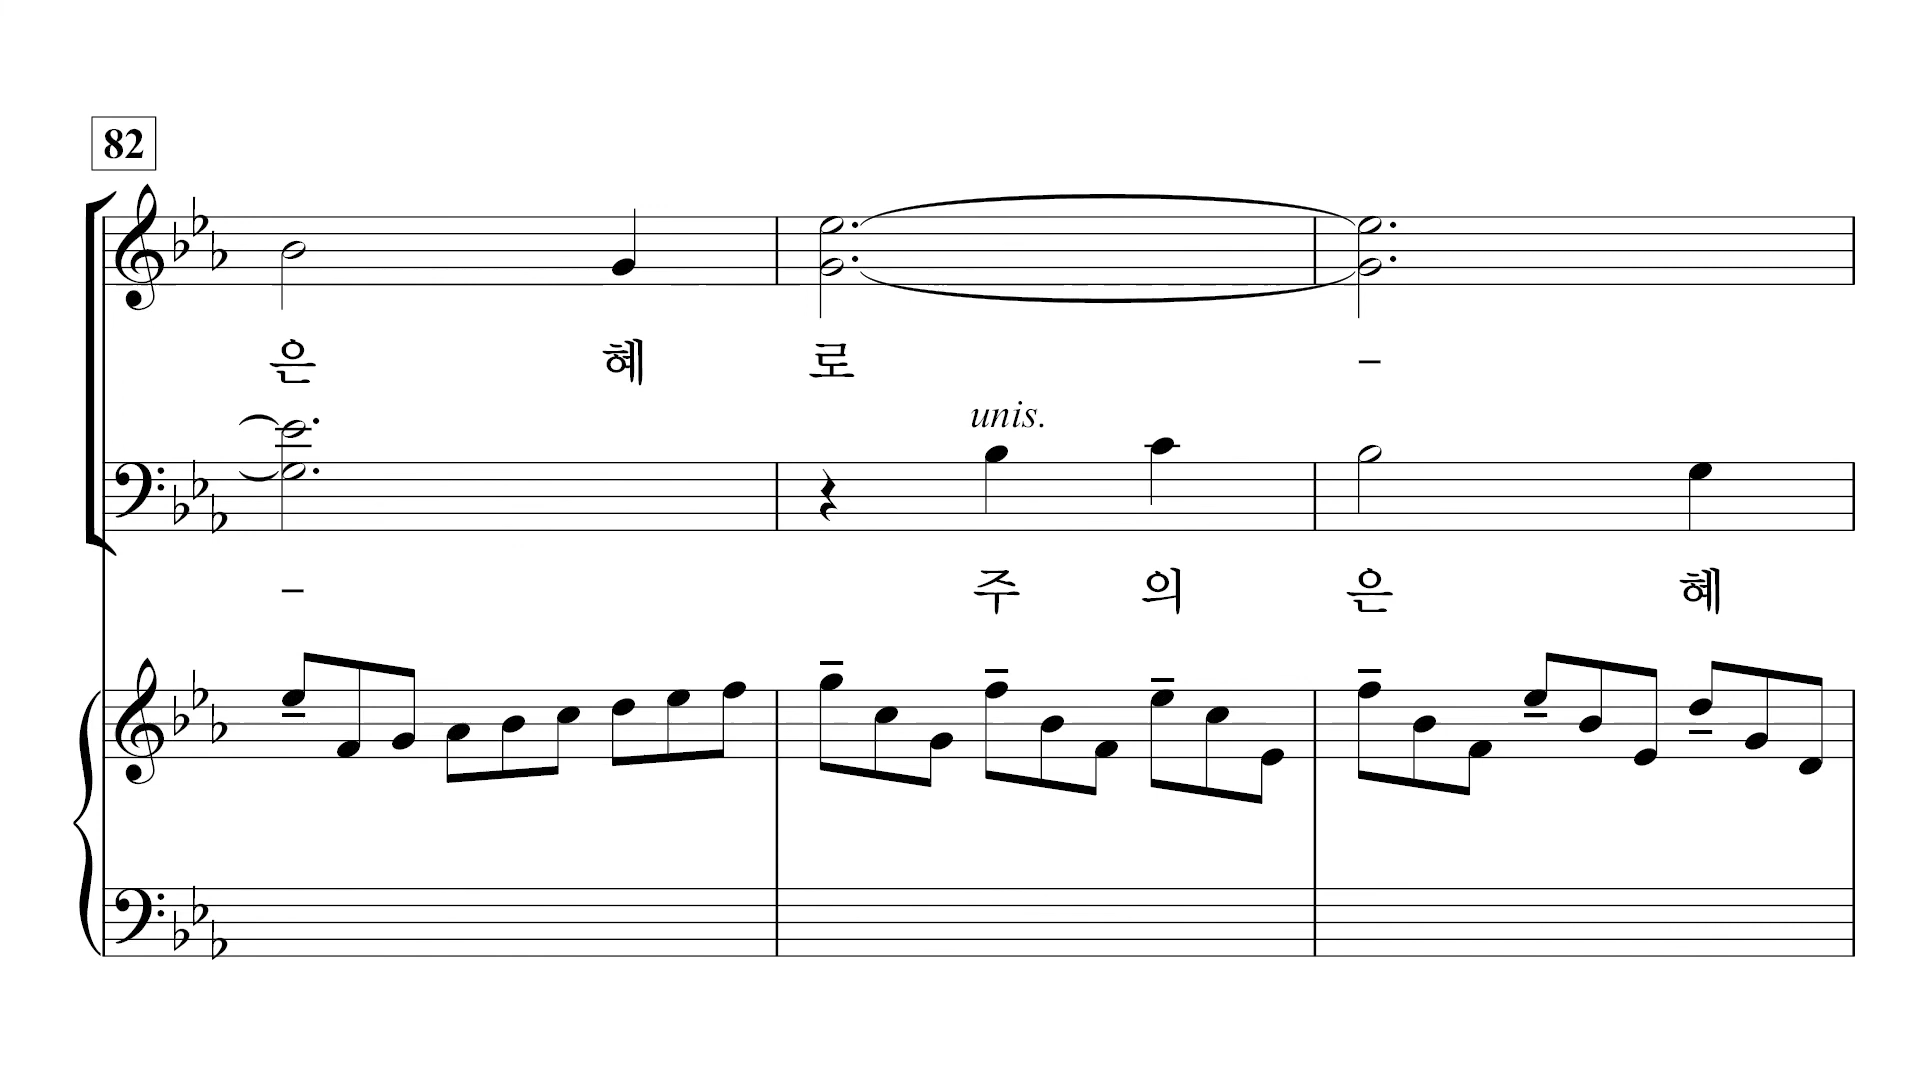 82
은 혜 로 –
unis.
– 주 의 은 혜